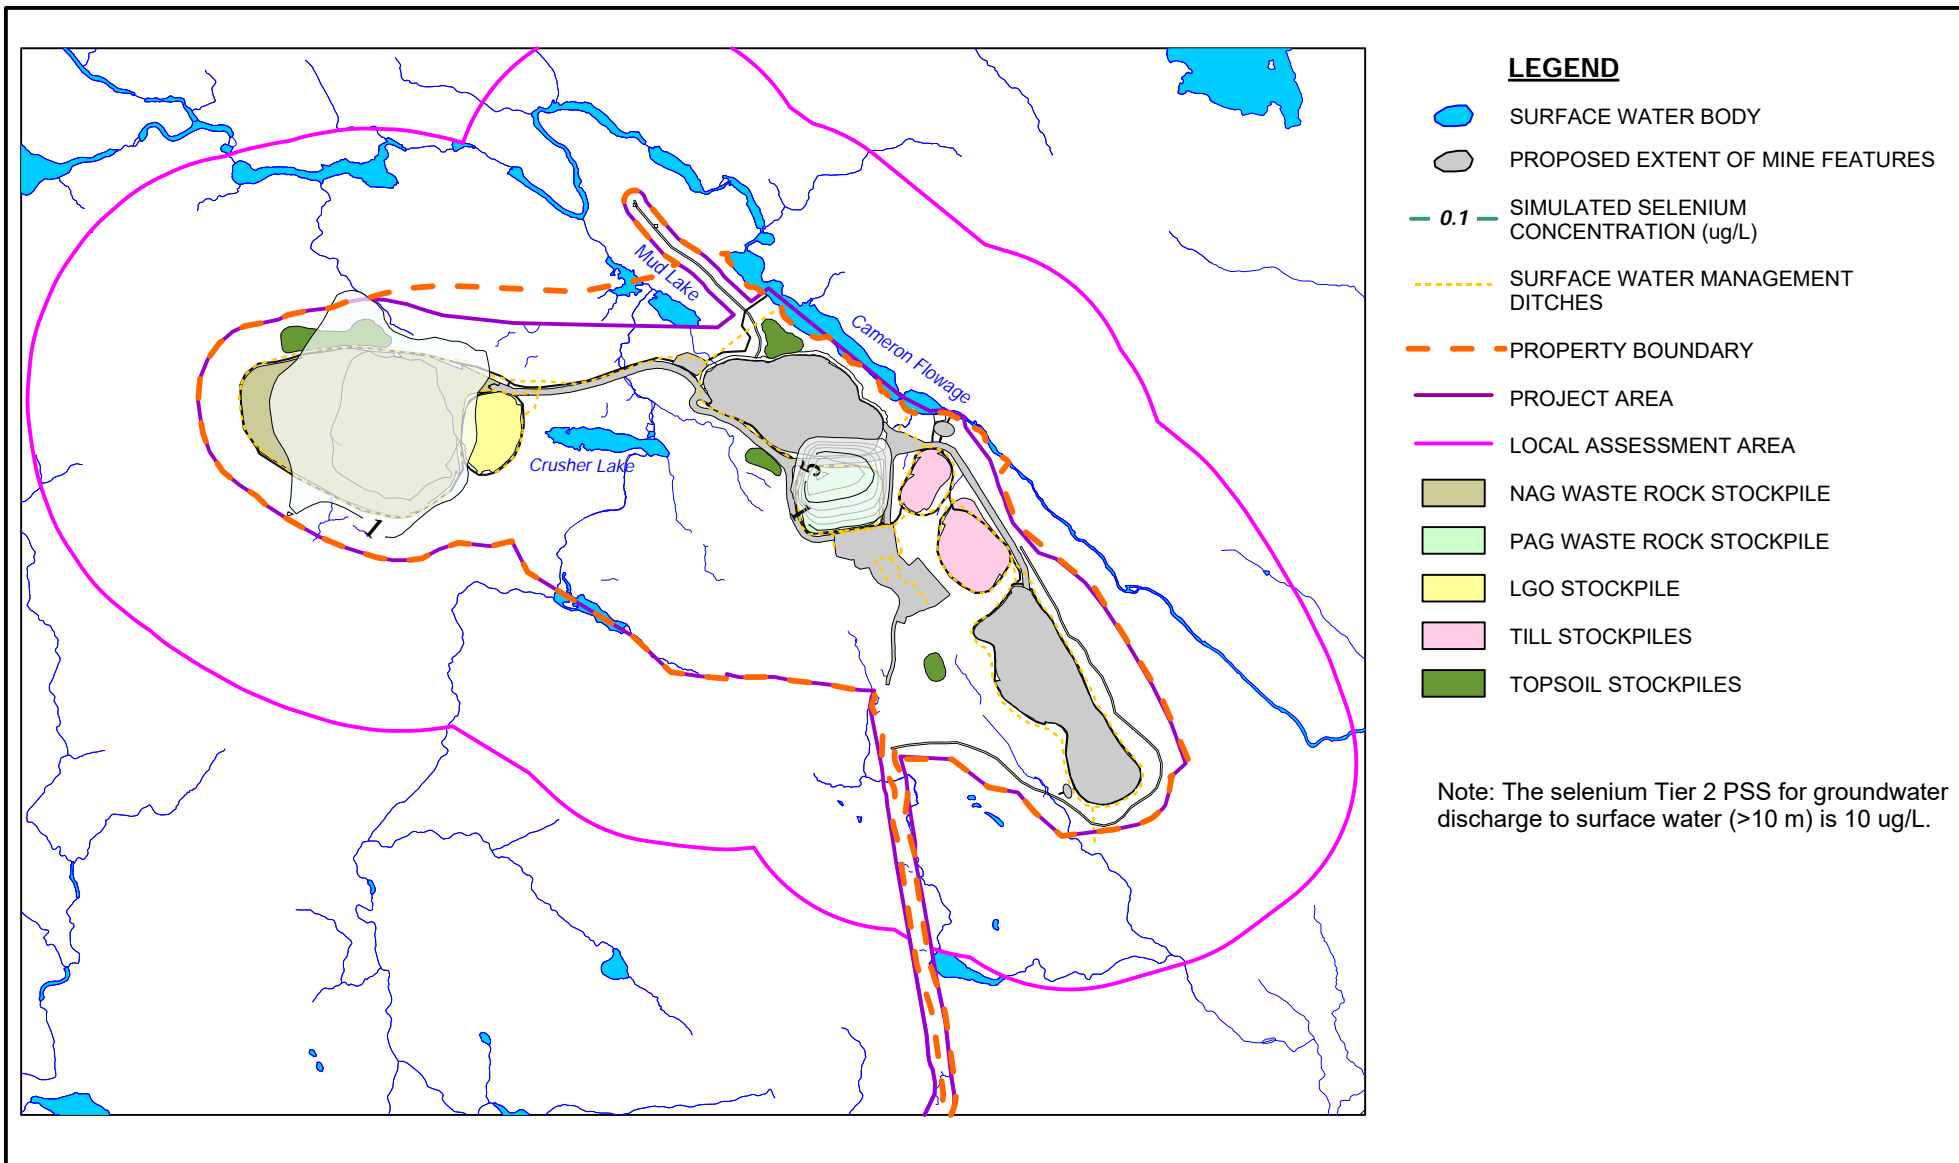 LEGEND
SURFACE WATER BODY
PROPOSED EXTENT OF MINE FEATURES
0.1
SIMULATED SELENIUM
CONCENTRATION (ug/L)
SURFACE WATER MANAGEMENT
DITCHES
PROPERTY BOUNDARY
PROJECT AREA
LOCAL ASSESSMENT AREA
NAG WASTE ROCK STOCKPILE
PAG WASTE ROCK STOCKPILE
LGO STOCKPILE
TILL STOCKPILES
TOPSOIL STOCKPILES
Note: The selenium Tier 2 PSS for groundwater
discharge to surface water (>10 m) is 10 ug/L.
Mud Lake
Cameron Flowage
Crusher Lake
5
1
1